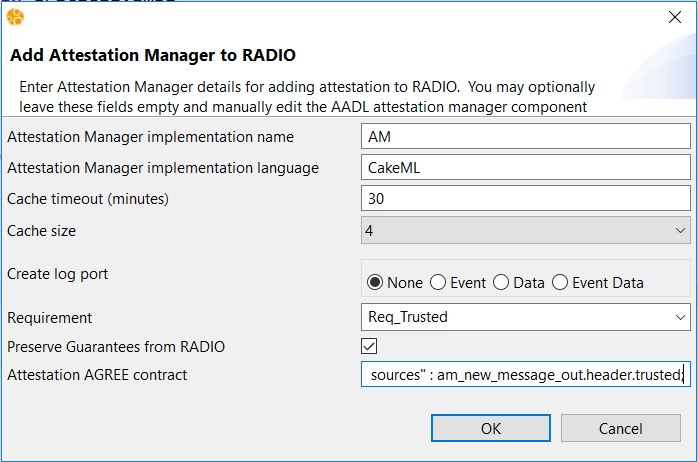 Add Attestation Manager to RADIO
Enter Attestation Manager details for adding attestation to RADIO.  You may optionally
leave these fields empty and manually edit the AADL attestation manager component
Attestation Manager implementation name AM
Attestation Manager implementation language CakeML
Cache timeout (minutes) 30
Cache size 4
Create log port None Event Data Event Data
Requirement Req_Trusted
Preserve Guarantees from RADIO
Attestation AGREE contract sources" : am_new_message_out.header.trusted;
OK Cancel